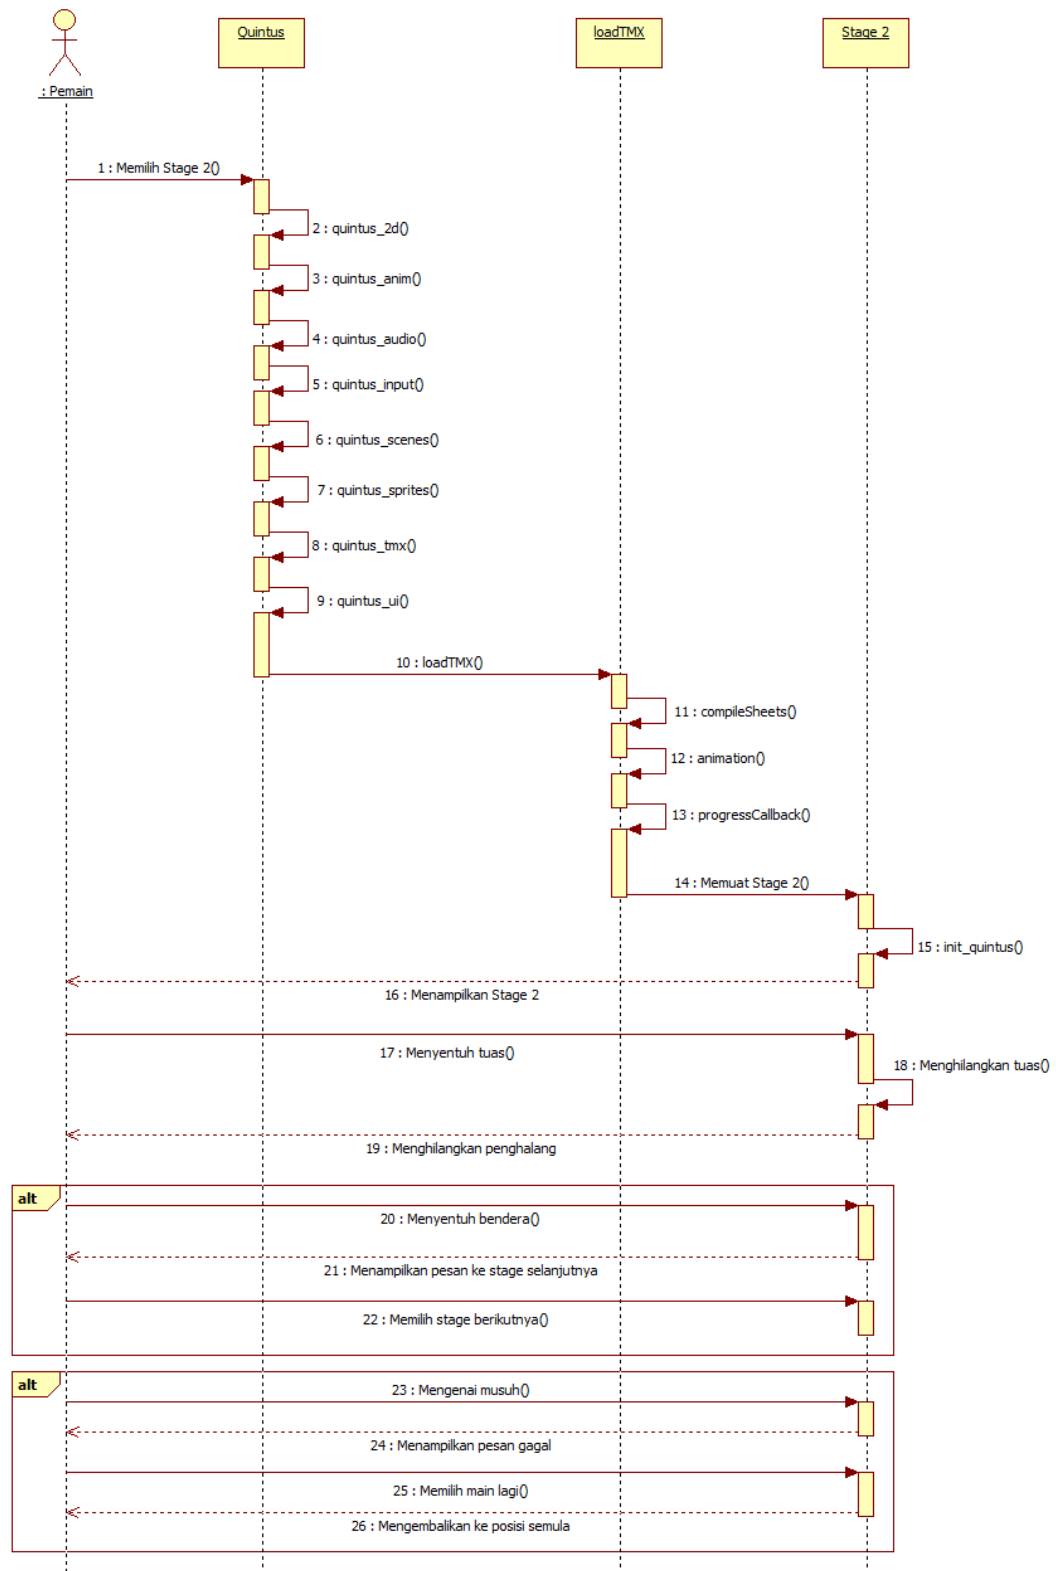 Quintus
loadTMX
Stage 2
: Pemain
1 : Memilih Stage 2()
2 : quintus_2d()
3 : quintus_anim()
4 : quintus_audio()
5 : quintus_input()
6 : quintus_scenes()
7 : quintus_sprites()
8 : quintus_tmx()
9 : quintus_ui()
10 : loadTMX()
11 : compileSheets()
12 : animation()
13 : progressCallback()
14 : Memuat Stage 2()
15 : init_quintus()
16 : Menampilkan Stage 2
17 : Menyentuh tuas()
18 : Menghilangkan tuas()
19 : Menghilangkan penghalang
alt
20 : Menyentuh bendera()
21 : Menampilkan pesan ke stage selanjutnya
22 : Memilih stage berikutnya()
alt
23 : Mengenai musuh()
24 : Menampilkan pesan gagal
25 : Memilih main lagi()
26 : Mengembalikan ke posisi semula